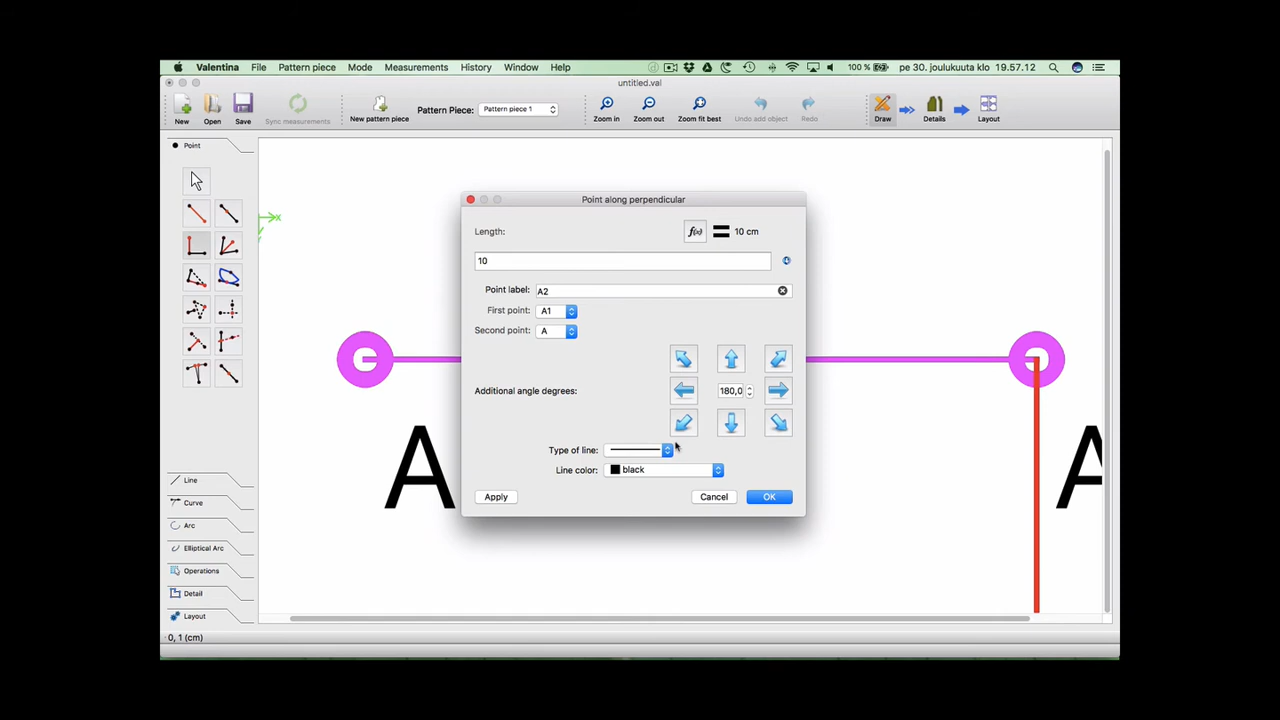 Valentina File Pattern piece Mode Measurements History Window Help 100 % pe 30. joulukuuta klo 19.57.12
untitled.val
New Open Save Sync measurements New pattern piece Pattern Piece: Pattern piece 1 Zoom in Zoom out Zoom fit best Undo add object Redo Draw Details Layout
Point
x
Point along perpendicular
Length: f(x) 10 cm
10
Point label: A2
First point: A1
Second point: A
Additional angle degrees: 180,0
Type of line:
Line color: black
Apply Cancel OK
A
A
Line
Curve
Arc
Elliptical Arc
Operations
Detail
Layout
0, 1 (cm)